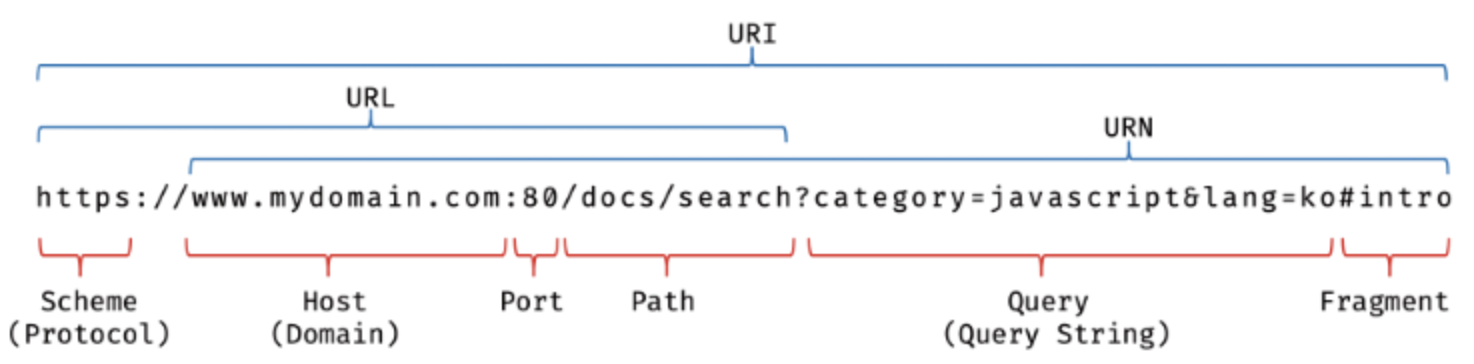 URI
URL
URN
https://www.mydomain.com:80/docs/search?category=javascript&lang=ko#intro
Scheme Host Port Path Query Fragment
(Protocol) (Domain) (Query String)